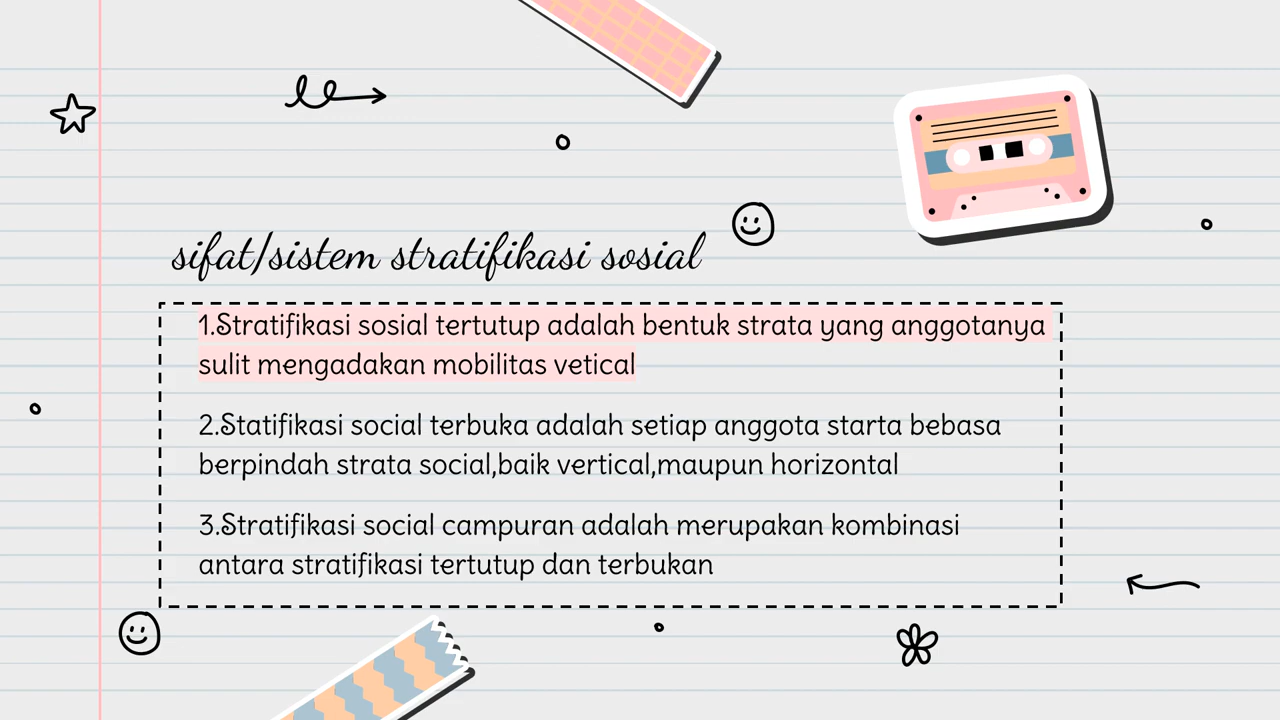 sifat/sistem stratifikasi sosial
1.Stratifikasi sosial tertutup adalah bentuk strata yang anggotanya
sulit mengadakan mobilitas vetical
2.Statifikasi social terbuka adalah setiap anggota starta bebasa
berpindah strata social,baik vertical,maupun horizontal
3.Stratifikasi social campuran adalah merupakan kombinasi
antara stratifikasi tertutup dan terbukan